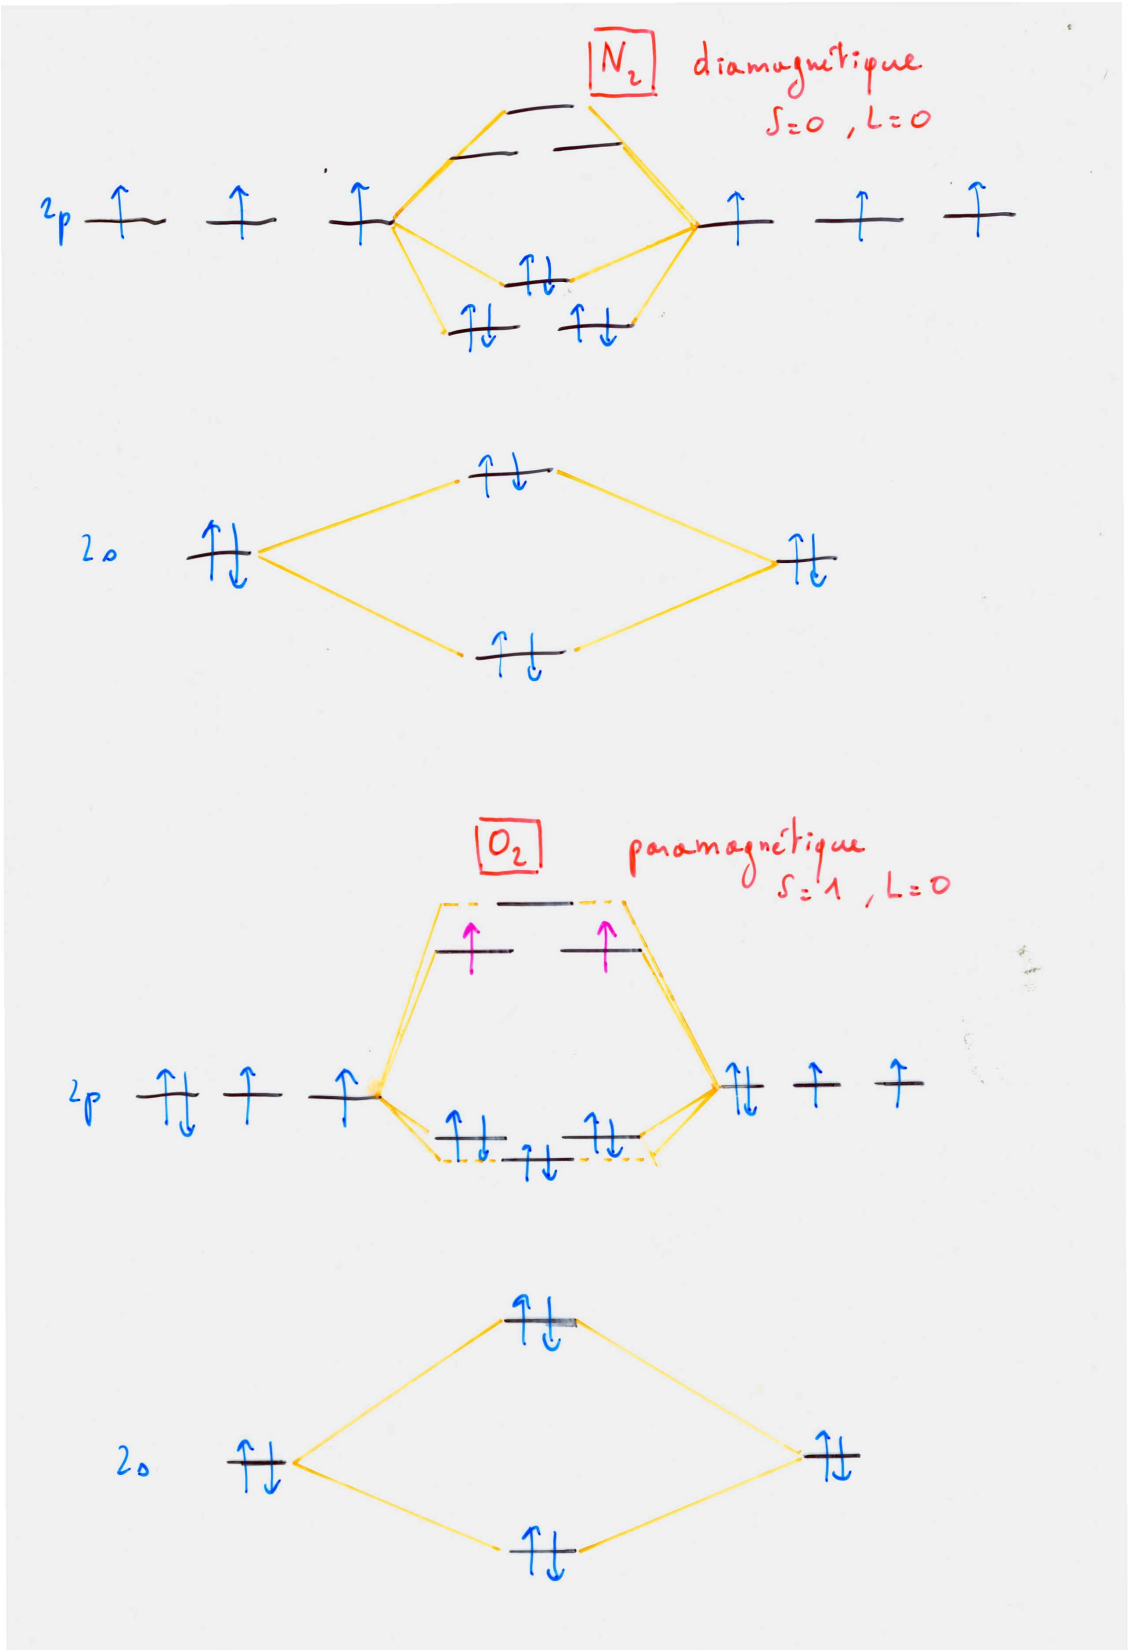 N₂ diamagnétique
S=0 , L=0
2p
2s
O₂ paramagnétique
S=1 , L=0
2p
2s